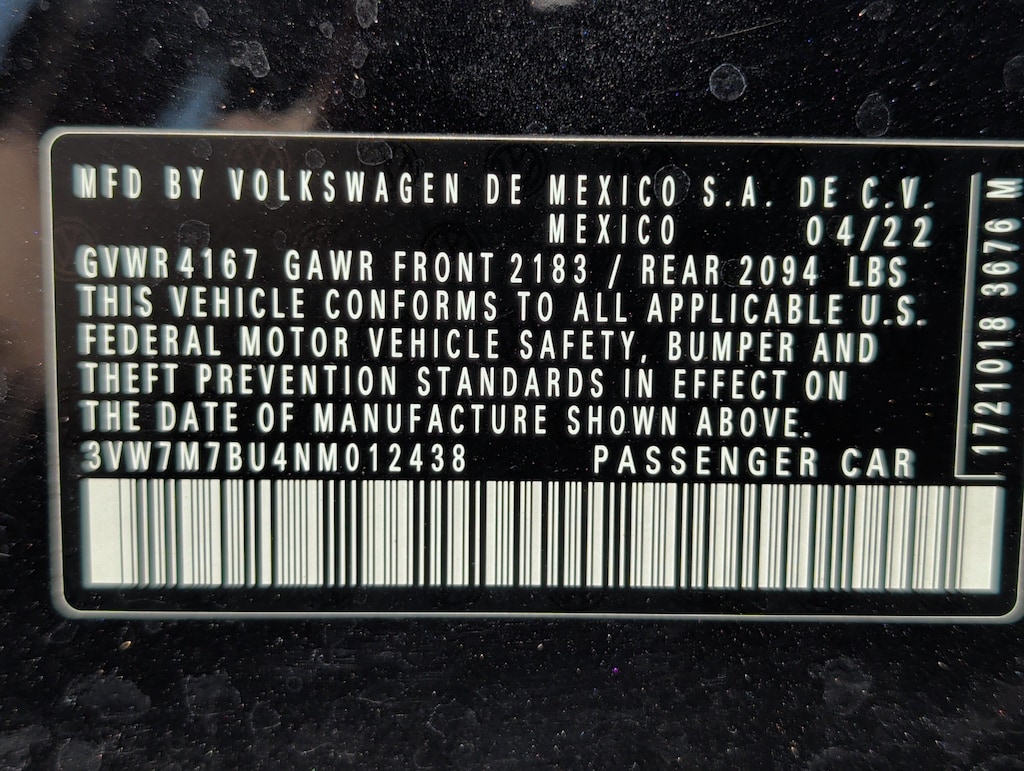 MFD BY VOLKSWAGEN DE MEXICO S.A. DE C.V.
MEXICO 04/22
GVWR 4167 GAWR FRONT 2183 / REAR 2094 LBS
THIS VEHICLE CONFORMS TO ALL APPLICABLE U.S.
FEDERAL MOTOR VEHICLE SAFETY, BUMPER AND
THEFT PREVENTION STANDARDS IN EFFECT ON
THE DATE OF MANUFACTURE SHOWN ABOVE.
3VW7M7BU4NM012438 PASSENGER CAR
1721018 3676 M